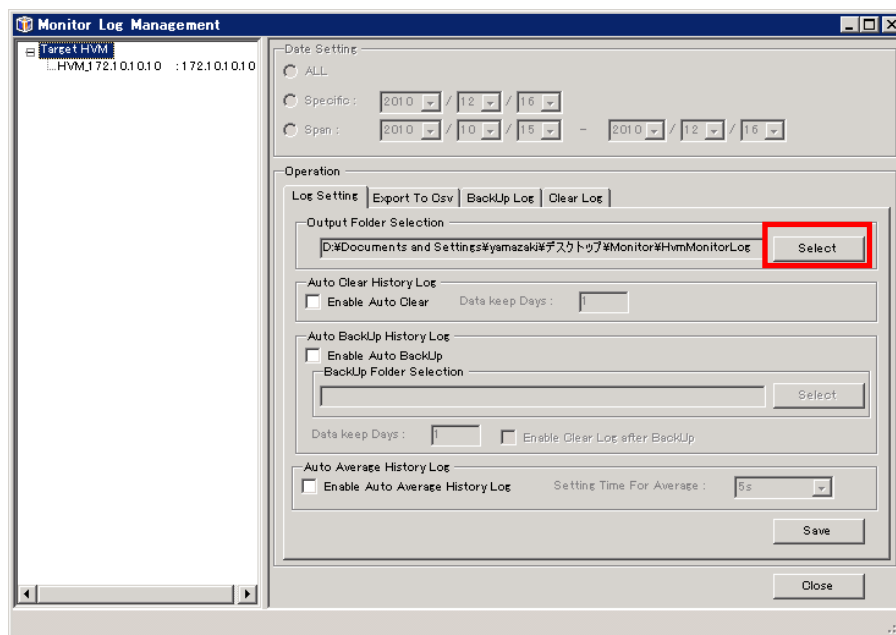 Monitor Log Management
Target HVM
HVM_172.10.10.10 : 172.10.10.10
Date Setting
ALL
Specific : 2010 / 12 / 16
Span : 2010 / 10 / 15 - 2010 / 12 / 16
Operation
Log Setting Export To Csv BackUp Log Clear Log
Output Folder Selection
D:¥Documents and Settings¥yamazaki¥デスクトップ¥Monitor¥HvmMonitorLog Select
Auto Clear History Log
Enable Auto Clear Data keep Days : 1
Auto BackUp History Log
Enable Auto BackUp
BackUp Folder Selection
Select
Data keep Days : 1 Enable Clear Log after BackUp
Auto Average History Log
Enable Auto Average History Log Setting Time For Average : 5s
Save
Close